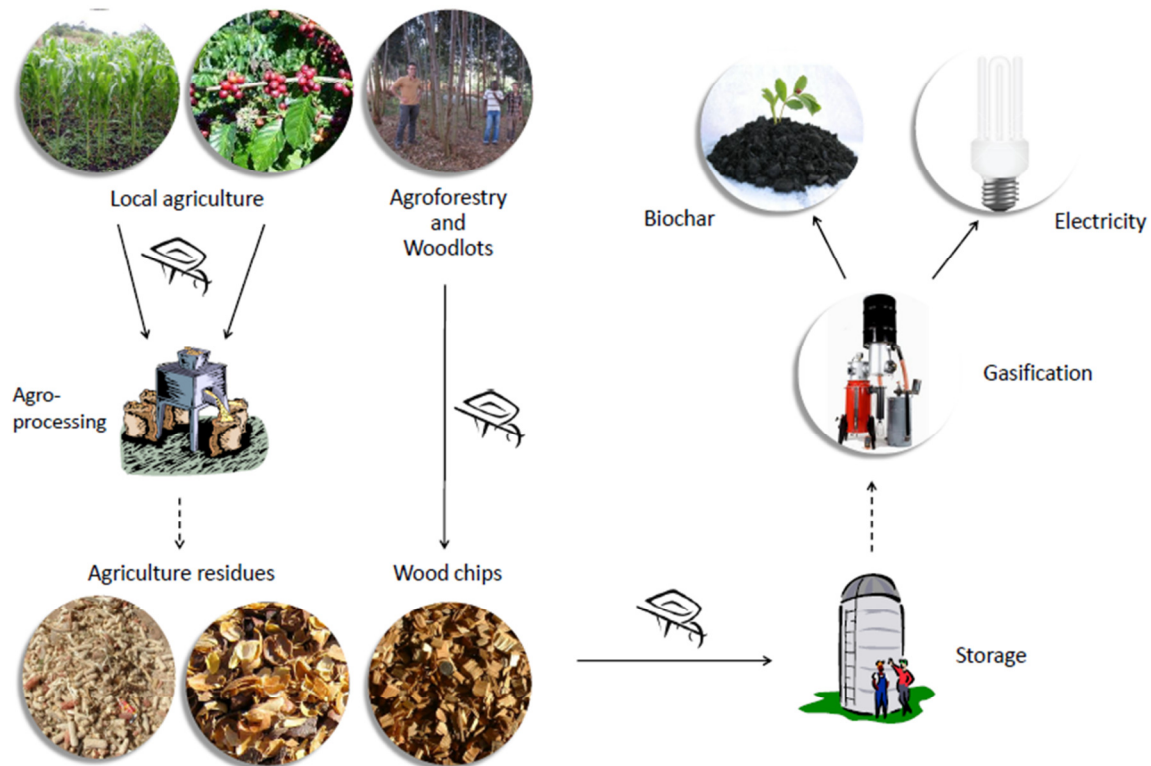 Local agriculture
Agroforestry
and
Woodlots
Agro-
processing
Agriculture residues
Wood chips
Storage
Gasification
Biochar
Electricity